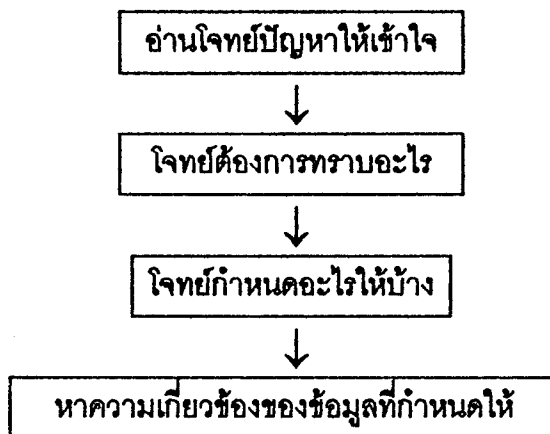 อ่านโจทย์ปัญหาให้เข้าใจ
โจทย์ต้องการทราบอะไร
โจทย์กำหนดอะไรให้บ้าง
หาความเกี่ยวข้องของข้อมูลที่กำหนดให้